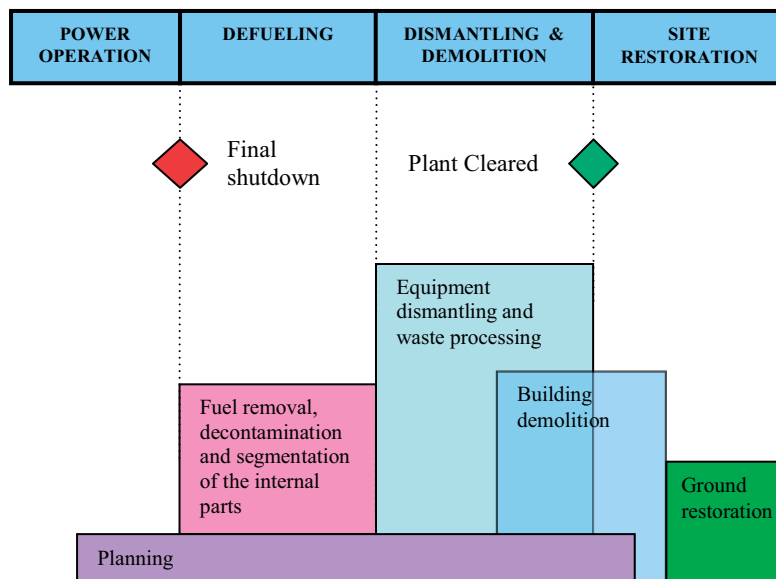 POWER
OPERATION
DEFUELING
DISMANTLING &
DEMOLITION
SITE
RESTORATION
Final
shutdown
Plant Cleared
Equipment
dismantling and
waste processing
Building
demolition
Fuel removal,
decontamination
and segmentation
of the internal
parts
Ground
restoration
Planning